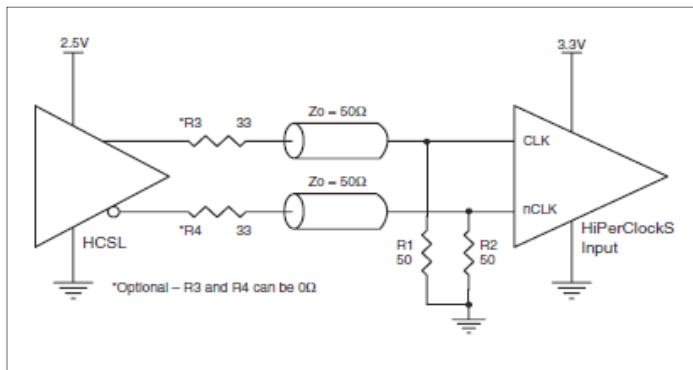 2.5V
3.3V
*R3 33
Zo = 50Ω
CLK
Zo = 50Ω
nCLK
*R4 33
HCSL
R1
50
R2
50
HiPerClockS
Input
*Optional – R3 and R4 can be 0Ω